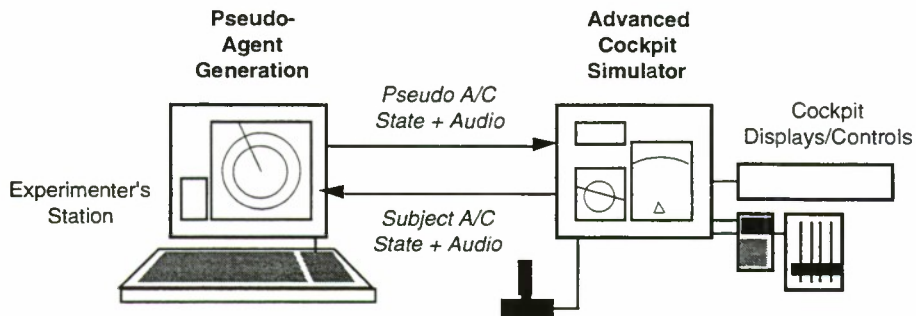 Pseudo-
Agent
Generation
Advanced
Cockpit
Simulator
Pseudo A/C
State + Audio
Cockpit
Displays/Controls
Experimenter's
Station
Subject A/C
State + Audio